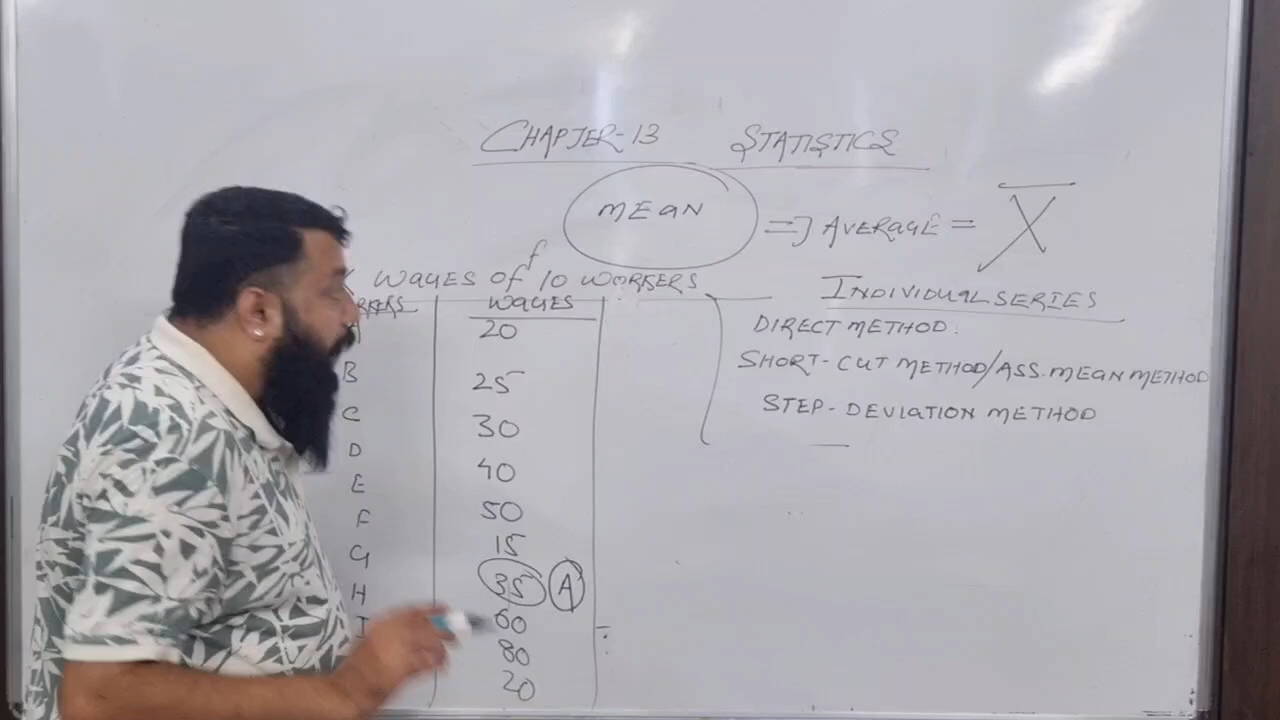 CHAPTER-13 STATISTICS
MEAN => AVERAGE = X̅
f
WAGES OF 10 WORKERS
WAGES
20
B 25
C 30
D 40
E 50
F 15
G 35 A
H 60
I 80
20
INDIVIDUAL SERIES
DIRECT METHOD.
SHORT-CUT METHOD/ASS. MEAN METHOD
STEP-DEVIATION METHOD